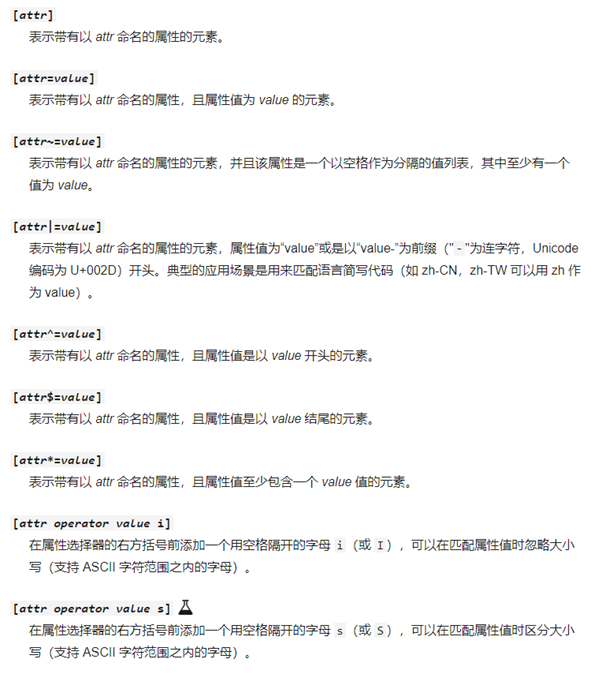 [attr]
表示带有以 attr 命名的属性的元素。
[attr=value]
表示带有以 attr 命名的属性，且属性值为 value 的元素。
[attr~=value]
表示带有以 attr 命名的属性的元素，并且该属性是一个以空格作为分隔的值列表，其中至少有一个
值为 value。
[attr|=value]
表示带有以 attr 命名的属性的元素，属性值为“value”或是以“value-”为前缀（"-"为连字符，Unicode
编码为 U+002D）开头。典型的应用场景是用来匹配语言简写代码（如 zh-CN，zh-TW 可以用 zh 作
为 value）。
[attr^=value]
表示带有以 attr 命名的属性，且属性值是以 value 开头的元素。
[attr$=value]
表示带有以 attr 命名的属性，且属性值是以 value 结尾的元素。
[attr*=value]
表示带有以 attr 命名的属性，且属性值至少包含一个 value 值的元素。
[attr operator value i]
在属性选择器的右方括号前添加一个用空格隔开的字母 i（或 I），可以在匹配属性值时忽略大小
写（支持 ASCII 字符范围之内的字母）。
[attr operator value s]
在属性选择器的右方括号前添加一个用空格隔开的字母 s（或 S），可以在匹配属性值时区分大小
写（支持 ASCII 字符范围之内的字母）。